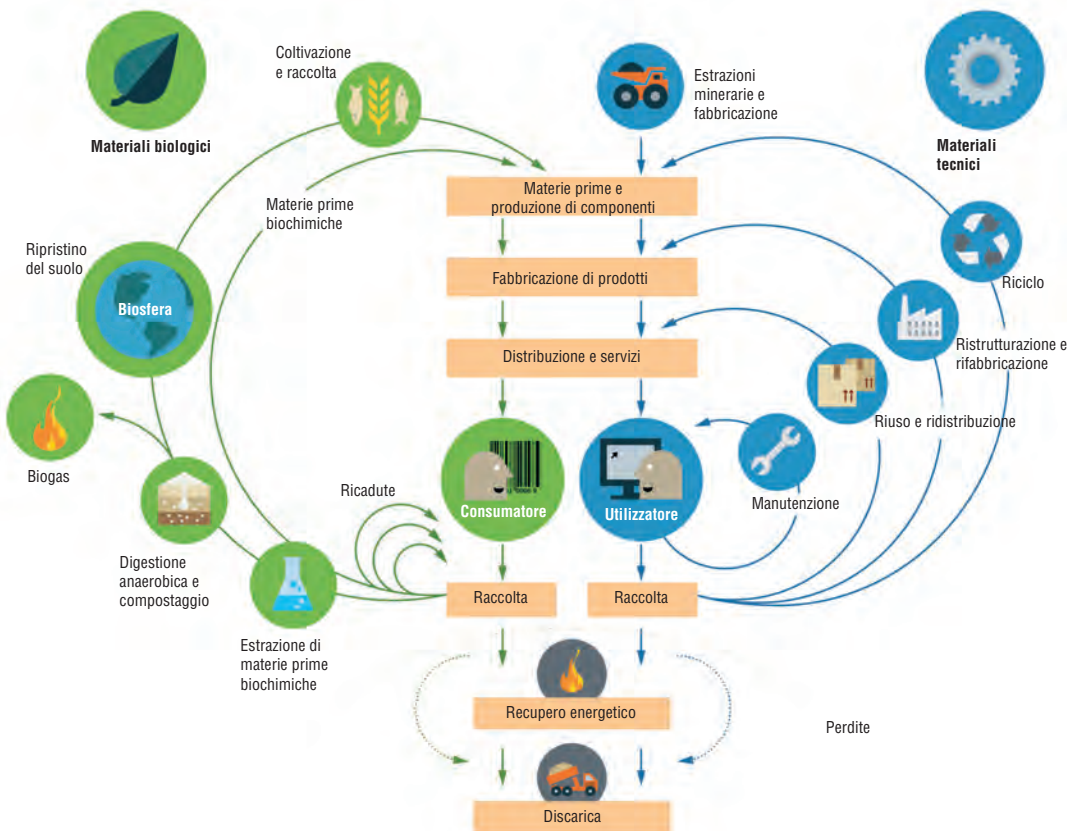 Coltivazione
e raccolta
Estrazioni
minerarie e
fabbricazione
Materiali biologici
Materiali
tecnici
Materie prime e
produzione di componenti
Materie prime
biochimiche
Ripristino
del suolo
Biosfera
Fabbricazione di prodotti
Riciclo
Distribuzione e servizi
Ristrutturazione e
rifabbricazione
Riuso e ridistribuzione
Biogas
Ricadute
Consumatore
Utilizzatore
Manutenzione
Digestione
anaerobica e
compostaggio
Raccolta
Raccolta
Estrazione di
materie prime
biochimiche
Recupero energetico
Perdite
Discarica